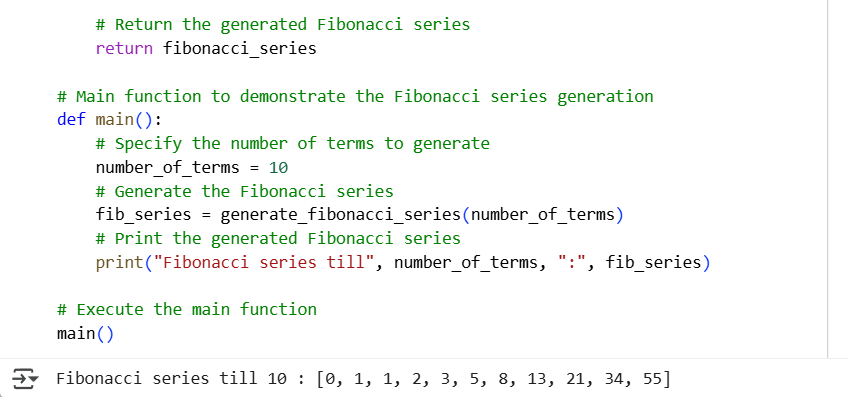 # Return the generated Fibonacci series
return fibonacci_series
# Main function to demonstrate the Fibonacci series generation
def main():
# Specify the number of terms to generate
number_of_terms = 10
# Generate the Fibonacci series
fib_series = generate_fibonacci_series(number_of_terms)
# Print the generated Fibonacci series
print("Fibonacci series till", number_of_terms, ":", fib_series)
# Execute the main function
main()
Fibonacci series till 10 : [0, 1, 1, 2, 3, 5, 8, 13, 21, 34, 55]